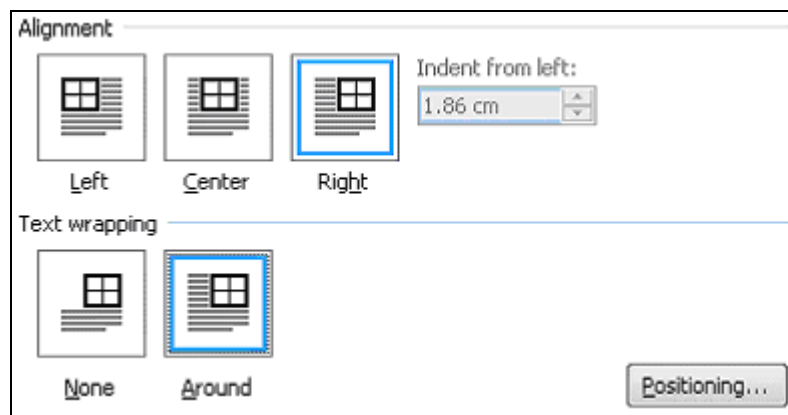 Alignment
Indent from left:
1.86 cm
Left Center Right
Text wrapping
None Around
Positioning...